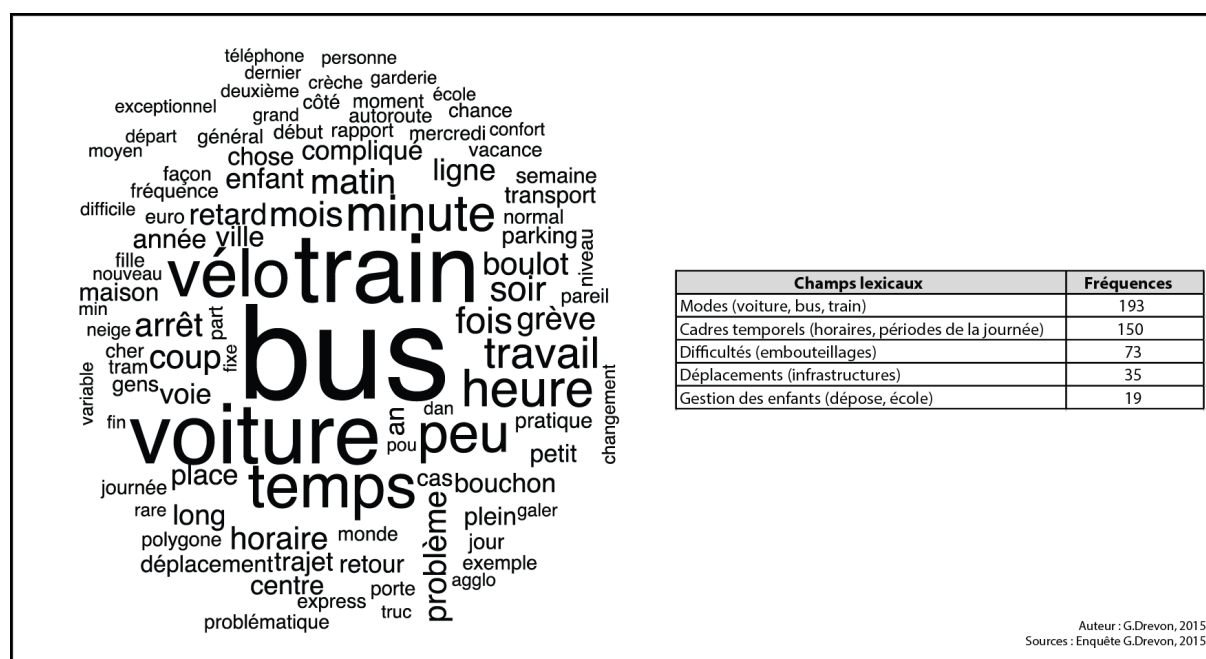 téléphone personne
dernier
deuxième crèche garderie
exceptionnel côté moment école
grand autoroute chance
départ général début rapport mercredi confort
moyen chose compliqué vacance
façon enfant matin ligne semaine
fréquence transport
difficile euro retard mois minute normal
année ville parking
fille vélo train boulot niveau
nouveau
maison soir pareil
min
neige arrêt part bus fois grève
cher coup fixe travail
tram
gens voie heure
variable
fin voiture an dan peu pratique changement
pou petit
journée place temps cas bouchon
rare long problème plein galer
polygone horaire monde jour
déplacement trajet retour exemple
centre porte agglo
express truc
problématique
Champs lexicaux Fréquences
Modes (voiture, bus, train) 193
Cadres temporels (horaires, périodes de la journée) 150
Difficultés (embouteillages) 73
Déplacements (infrastructures) 35
Gestion des enfants (dépose, école) 19
Auteur : G.Drevon, 2015
Sources : Enquête G.Drevon, 2015